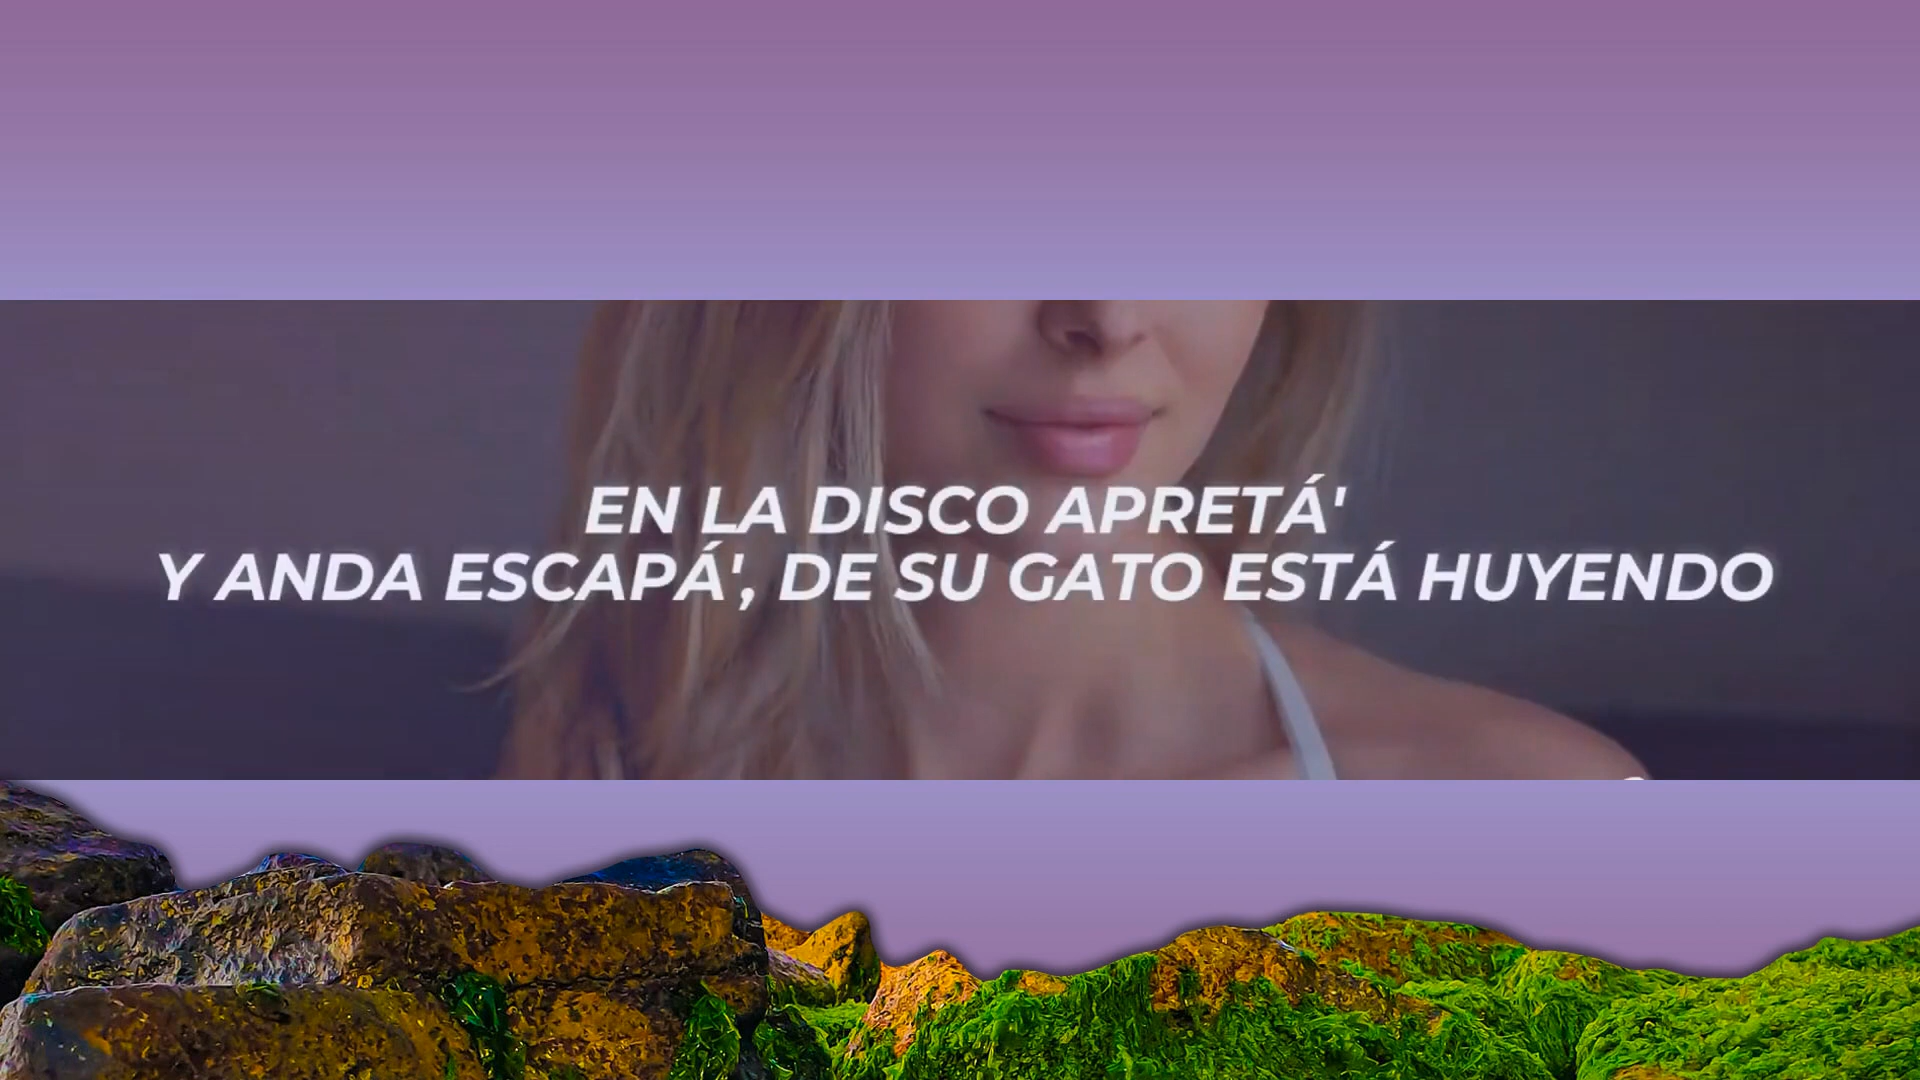 EN LA DISCO APRETÁ'
Y ANDA ESCAPÁ', DE SU GATO ESTÁ HUYENDO